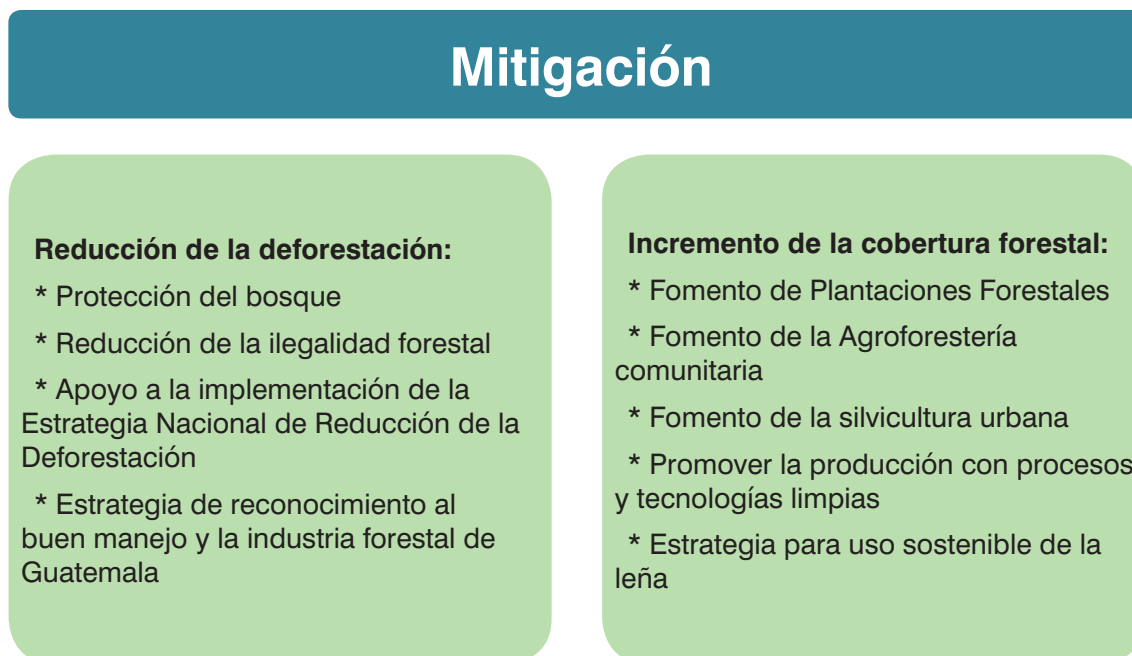 Mitigación
Reducción de la deforestación:
* Protección del bosque
* Reducción de la ilegalidad forestal
* Apoyo a la implementación de la
Estrategia Nacional de Reducción de la
Deforestación
* Estrategia de reconocimiento al
buen manejo y la industria forestal de
Guatemala
Incremento de la cobertura forestal:
* Fomento de Plantaciones Forestales
* Fomento de la Agroforestería
comunitaria
* Fomento de la silvicultura urbana
* Promover la producción con procesos
y tecnologías limpias
* Estrategia para uso sostenible de la
leña